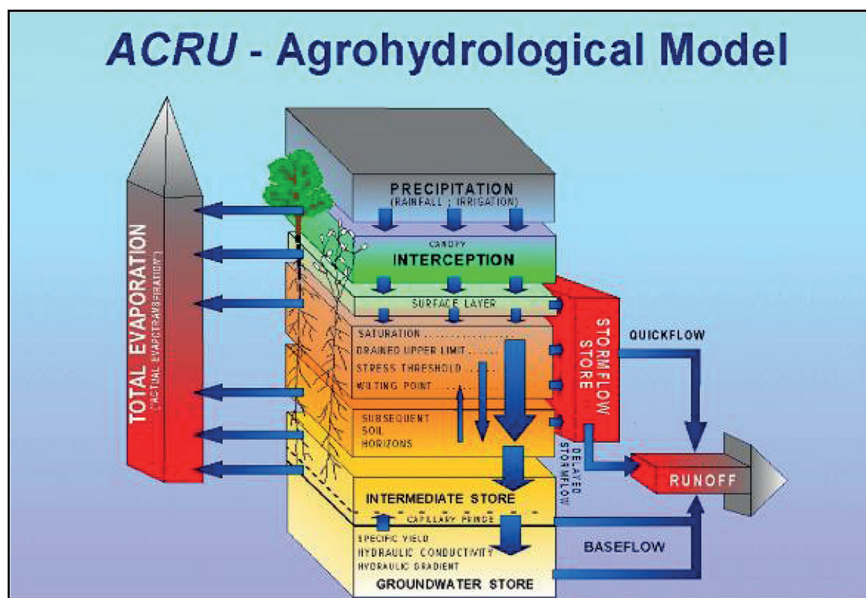 ACRU - Agrohydrological Model
PRECIPITATION
(RAINFALL ; IRRIGATION)
CANOPY
INTERCEPTION
SURFACE LAYER
SATURATION
DRAINED UPPER LIMIT
STRESS THRESHOLD
WILTING POINT
SUBSEQUENT
SOIL
HORIZONS
INTERMEDIATE STORE
CAPILLARY FRINGE
SPECIFIC YIELD
HYDRAULIC CONDUCTIVITY
HYDRAULIC GRADIENT
GROUNDWATER STORE
TOTAL EVAPORATION
("ACTUAL EVAPOTRANSPIRATION")
STORMFLOW
STORE
QUICKFLOW
DELAYED
STORMFLOW
RUNOFF
BASEFLOW